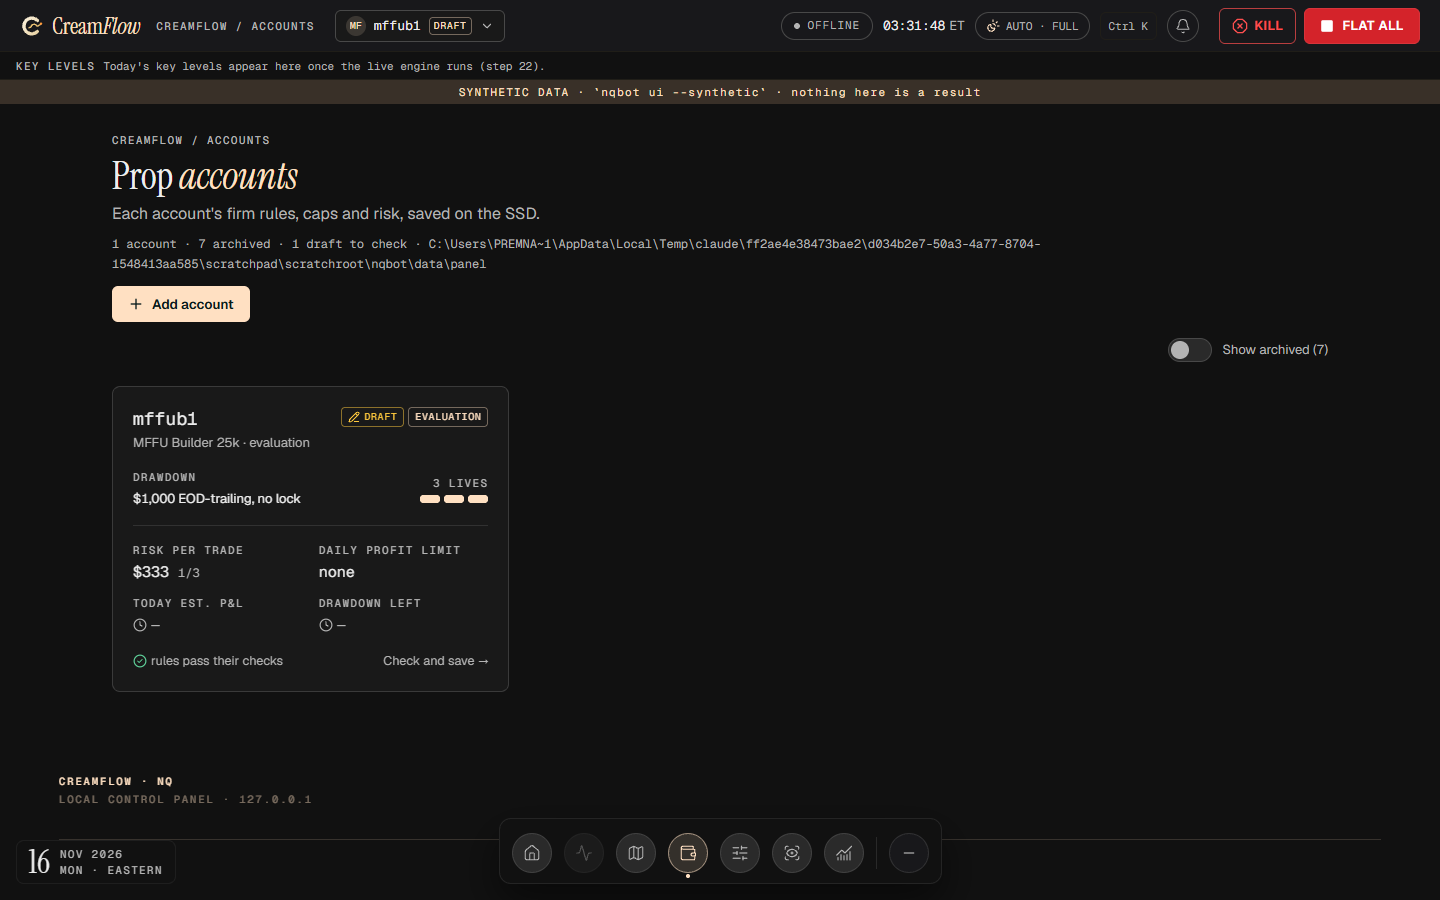 CreamFlow CREAMFLOW / ACCOUNTS MF mffub1 DRAFT OFFLINE 03:31:48 ET AUTO · FULL Ctrl K KILL FLAT ALL
KEY LEVELS Today's key levels appear here once the live engine runs (step 22).
SYNTHETIC DATA · `nqbot ui --synthetic` · nothing here is a result
CREAMFLOW / ACCOUNTS
Prop accounts
Each account's firm rules, caps and risk, saved on the SSD.
1 account · 7 archived · 1 draft to check · C:\Users\PREMNA~1\AppData\Local\Temp\claude\ff2ae4e38473bae2\d034b2e7-50a3-4a77-8704-
1548413aa585\scratchpad\scratchroot\nqbot\data\panel
Add account
Show archived (7)
mffub1 DRAFT EVALUATION
MFFU Builder 25k · evaluation
DRAWDOWN 3 LIVES
$1,000 EOD-trailing, no lock
RISK PER TRADE DAILY PROFIT LIMIT
$333 1/3 none
TODAY EST. P&L DRAWDOWN LEFT
– –
rules pass their checks Check and save →
CREAMFLOW · NQ
LOCAL CONTROL PANEL · 127.0.0.1
16 NOV 2026
MON · EASTERN